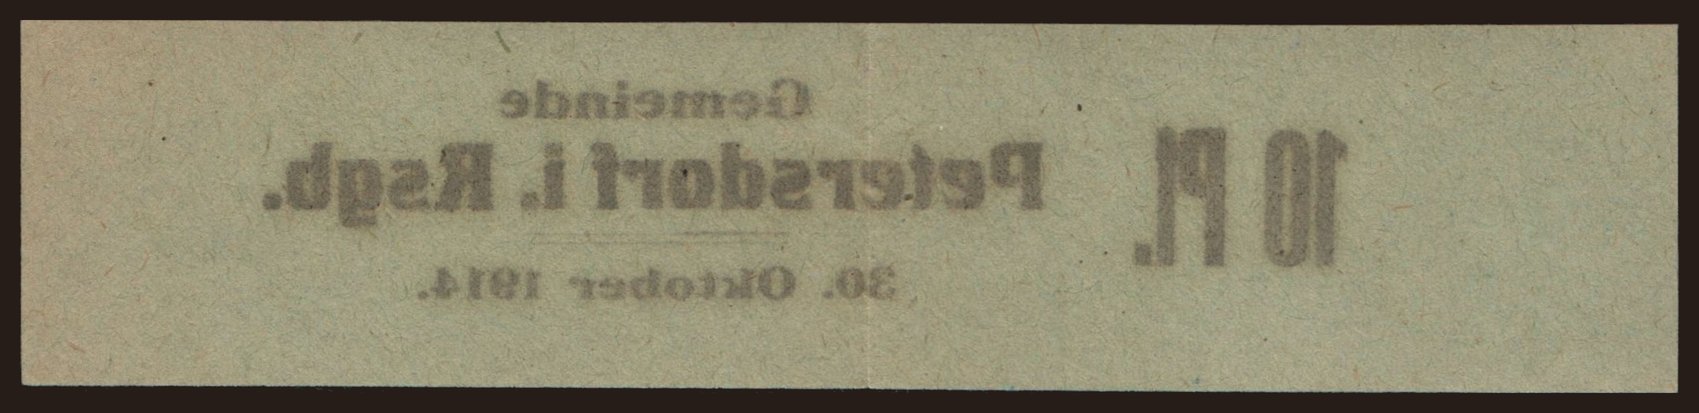 10 Pf.
Gemeinde
Petersdorf i. Rsgb.
30. Oktober 1914.